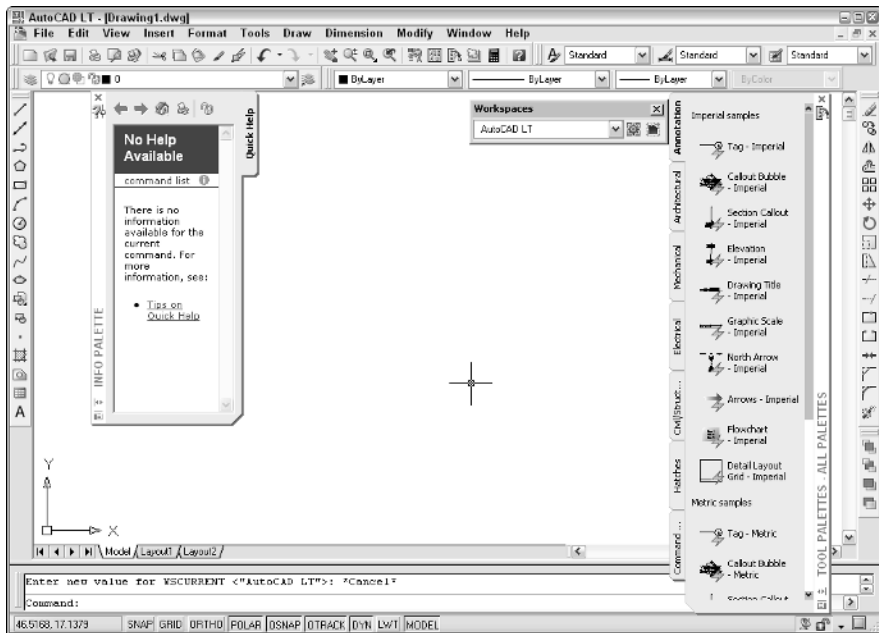 AutoCAD LT - [Drawing1.dwg]
File Edit View Insert Format Tools Draw Dimension Modify Window Help
Standard Standard Standard
0 ByLayer ByLayer ByLayer ByColor
Quick Help
No Help
Available
command list
There is no
information
available for the
current
command. For
more
information, see:
Tips on
Quick Help
INFO PALETTE
Workspaces
AutoCAD LT
Annotation
Architectural
Mechanical
Electrical
Civil/Struct...
Hatches
Command ...
Imperial samples
Tag - Imperial
Callout Bubble
- Imperial
Section Callout
- Imperial
Elevation
- Imperial
Drawing Title
- Imperial
Graphic Scale
- Imperial
North Arrow
- Imperial
Arrows - Imperial
Flowchart
- Imperial
Detail Layout
Grid - Imperial
Metric samples
Tag - Metric
Callout Bubble
- Metric
Section Callout
TOOL PALETTES - ALL PALETTES
A
Y
X
Model Layout1 Layout2
Enter new value for WSCURRENT <"AutoCAD LT">: *Cancel*
Command:
46.5168, 17.1379 SNAP GRID ORTHO POLAR OSNAP OTRACK DYN LWT MODEL